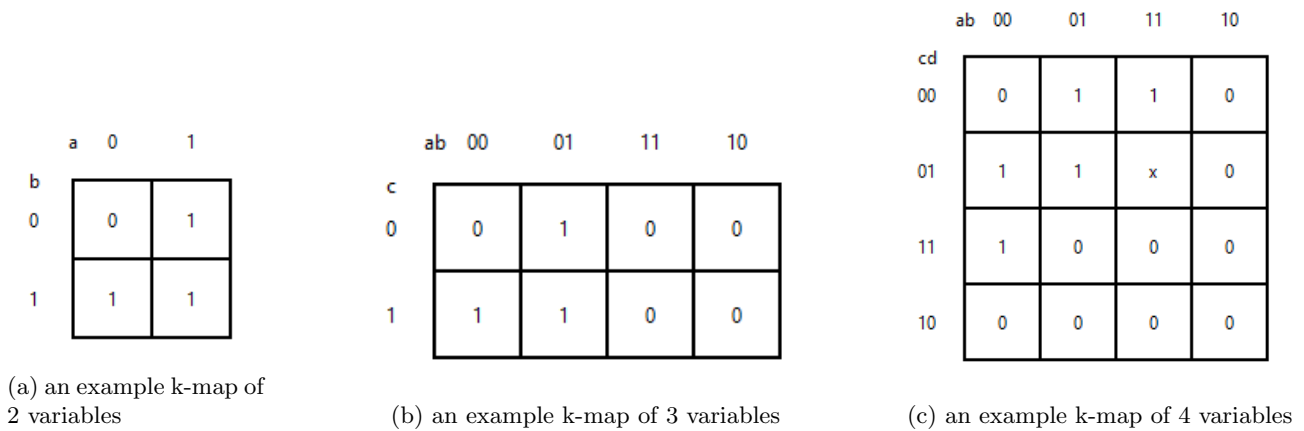 a 0 1
b
0 0 1
1 1 1
(a) an example k-map of
2 variables
ab 00 01 11 10
c
0 0 1 0 0
1 1 1 0 0
(b) an example k-map of 3 variables
ab 00 01 11 10
cd
00 0 1 1 0
01 1 1 x 0
11 1 0 0 0
10 0 0 0 0
(c) an example k-map of 4 variables